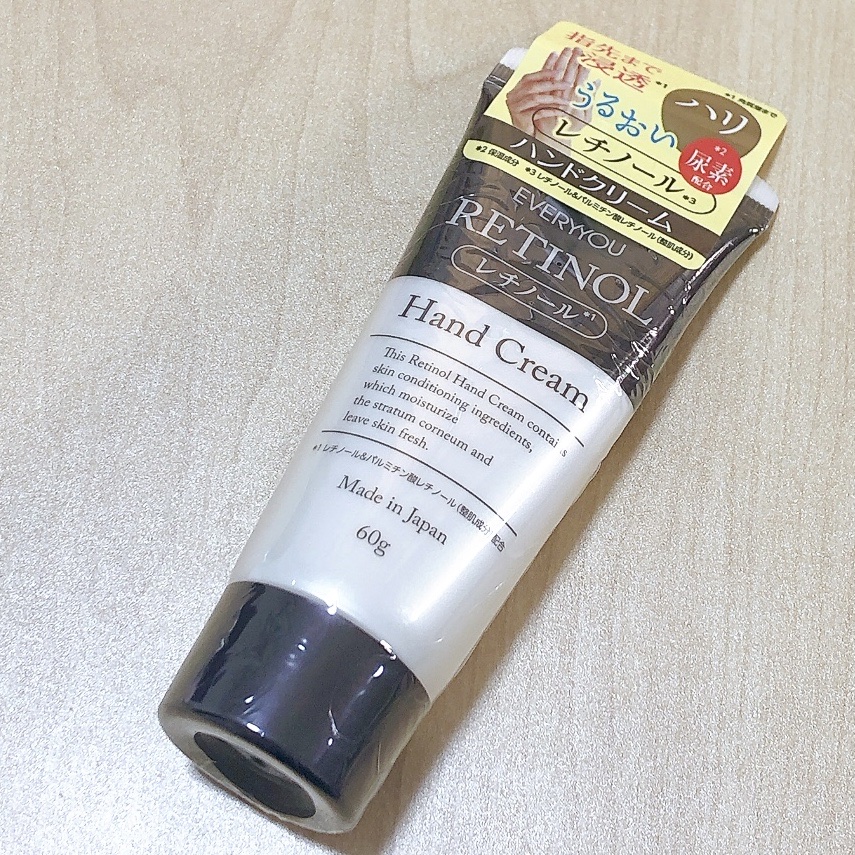 指先まで
浸透*1
*1 角質層まで
うるおい
ハリ
レチノール*3
*2
尿素
配合
ハンドクリーム
*2 保湿成分 *3 レチノール&パルミチン酸レチノール(整肌成分)
EVERYYOU
RETINOL
レチノール*1
Hand Cream
This Retinol Hand Cream contains
skin conditioning ingredients,
which moisturize
the stratum corneum and
leave skin fresh.
*1 レチノール&パルミチン酸レチノール(整肌成分)配合
Made in Japan
60g